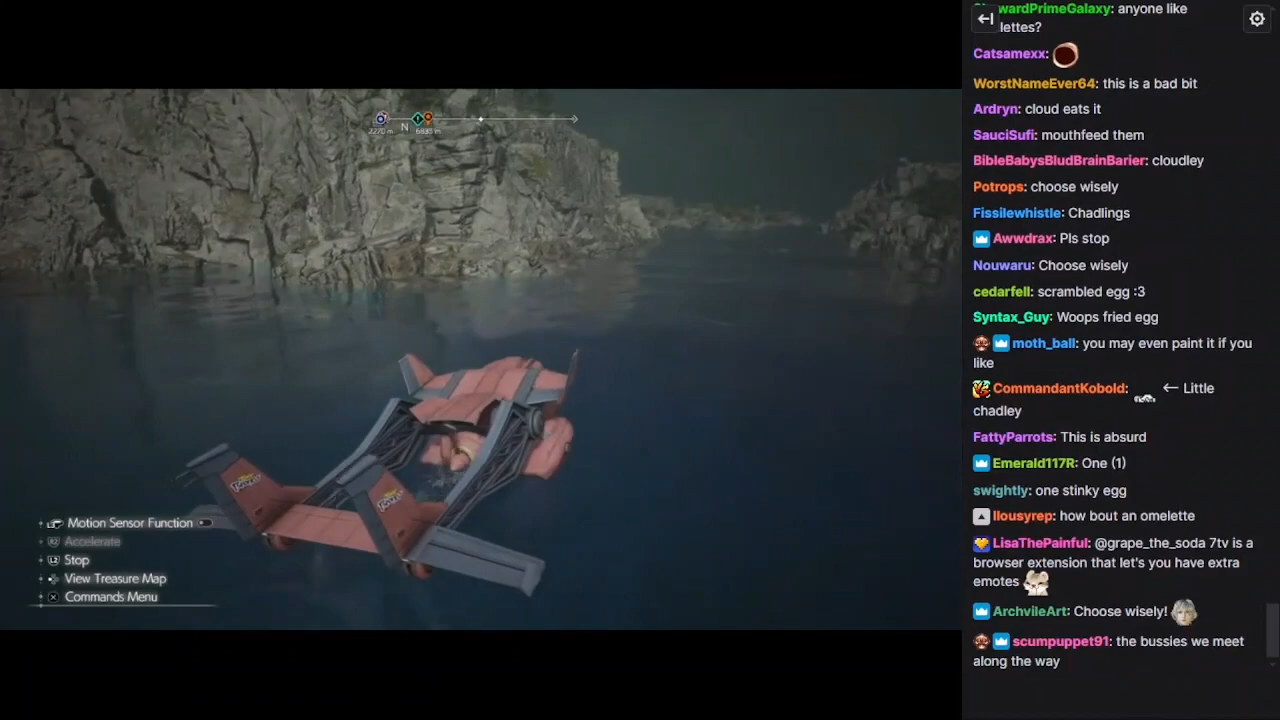 2270 m
N
6838 m
Motion Sensor Function
R2 Accelerate
L2 Stop
View Treasure Map
Commands Menu
wardPrimeGalaxy: anyone like
lettes?
Catsamexx:
WorstNameEver64: this is a bad bit
Ardryn: cloud eats it
SauciSufi: mouthfeed them
BibleBabysBludBrainBarier: cloudley
Potrops: choose wisely
Fissilewhistle: Chadlings
Awwdrax: Pls stop
Nouwaru: Choose wisely
cedarfell: scrambled egg :3
Syntax_Guy: Woops fried egg
moth_ball: you may even paint it if you
like
CommandantKobold: ← Little
chadley
FattyParrots: This is absurd
Emerald117R: One (1)
swightly: one stinky egg
llousyrep: how bout an omelette
LisaThePainful: @grape_the_soda 7tv is a
browser extension that let's you have extra
emotes
ArchvileArt: Choose wisely!
scumpuppet91: the bussies we meet
along the way